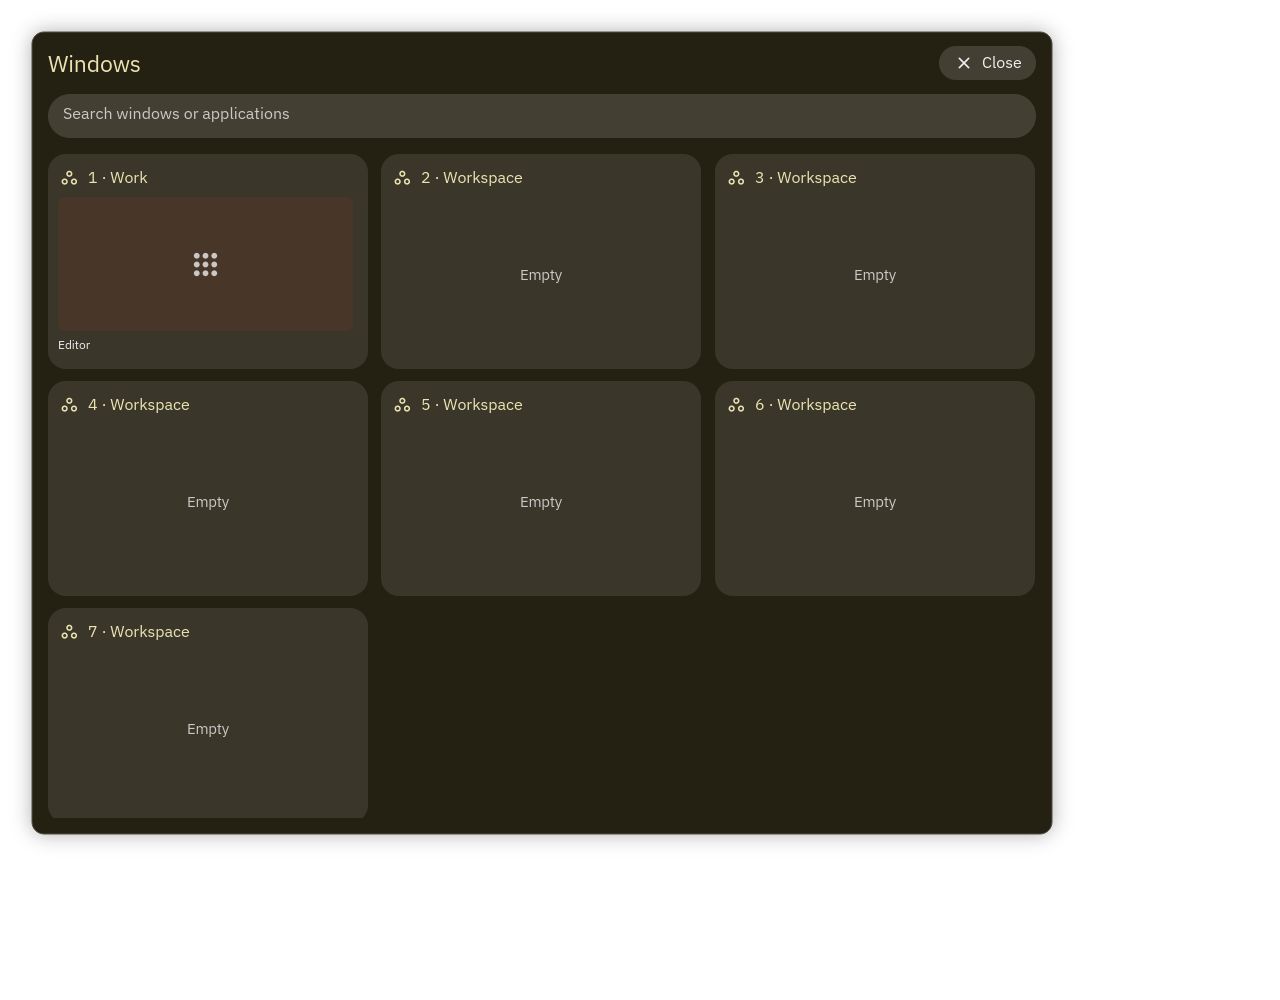 Windows
Close
Search windows or applications
1 · Work
2 · Workspace
3 · Workspace
Empty
Empty
Editor
4 · Workspace
5 · Workspace
6 · Workspace
Empty
Empty
Empty
7 · Workspace
Empty